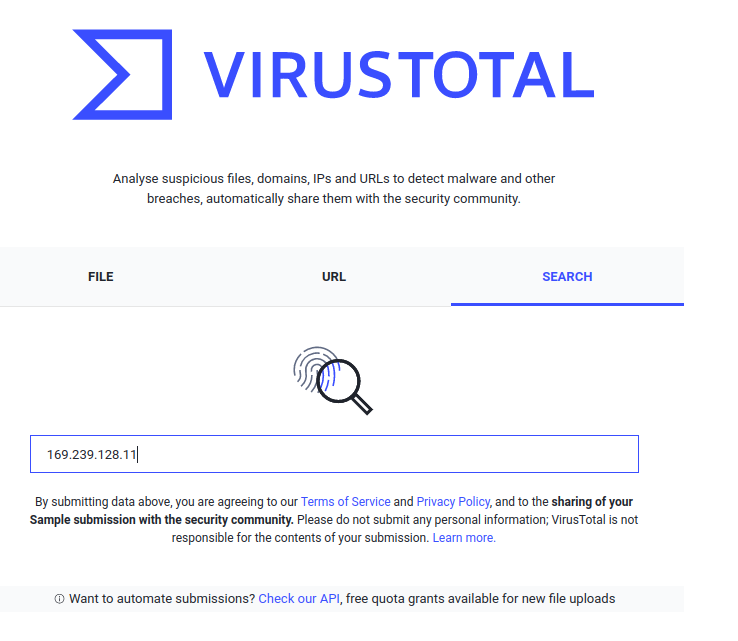 VIRUSTOTAL
Analyse suspicious files, domains, IPs and URLs to detect malware and other
breaches, automatically share them with the security community.
FILE URL SEARCH
169.239.128.11
By submitting data above, you are agreeing to our Terms of Service and Privacy Policy, and to the sharing of your
Sample submission with the security community. Please do not submit any personal information; VirusTotal is not
responsible for the contents of your submission. Learn more.
Want to automate submissions? Check our API, free quota grants available for new file uploads